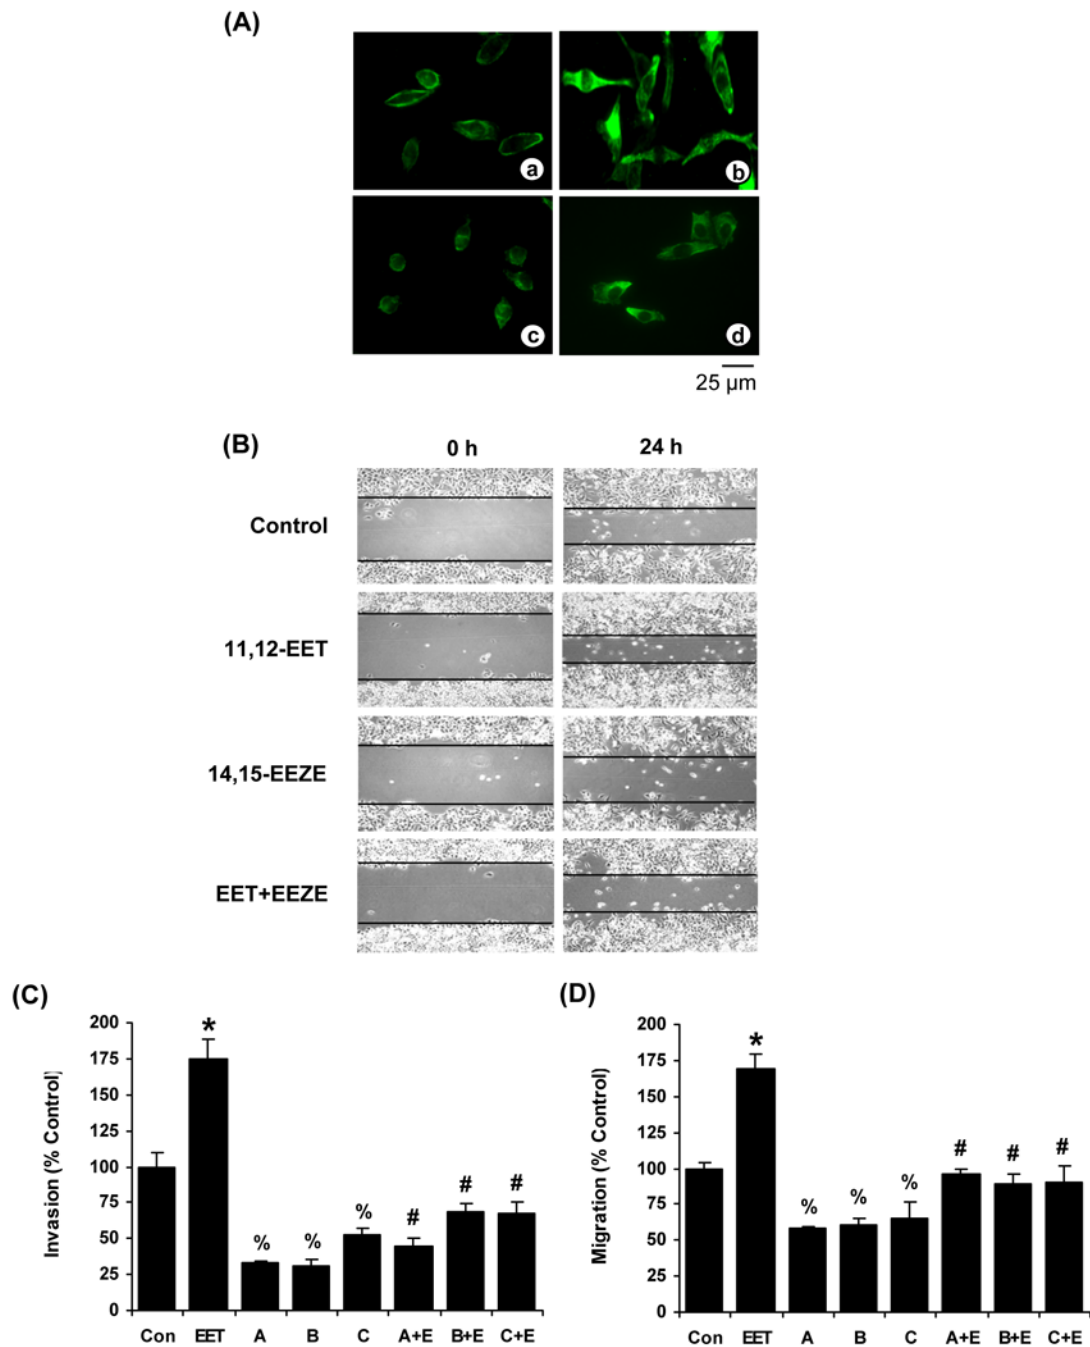 (A)
a
b
c
d
25 µm
(B)
0 h
24 h
Control
11,12-EET
14,15-EEZE
EET+EEZE
(C)
Invasion (% Control)
200
175
150
125
100
75
50
25
0
*
%
%
%
#
#
#
Con EET A B C A+E B+E C+E
(D)
Migration (% Control)
200
175
150
125
100
75
50
25
0
*
%
%
%
#
#
#
Con EET A B C A+E B+E C+E